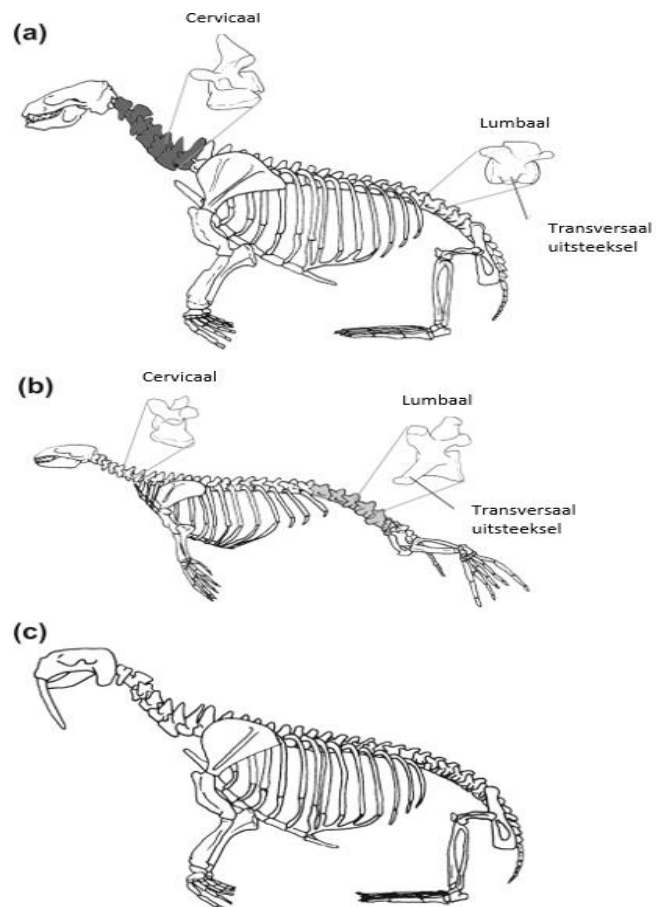 (a)
Cervicaal
Lumbaal
Transversaal
uitsteeksel
(b)
Cervicaal
Lumbaal
Transversaal
uitsteeksel
(c)